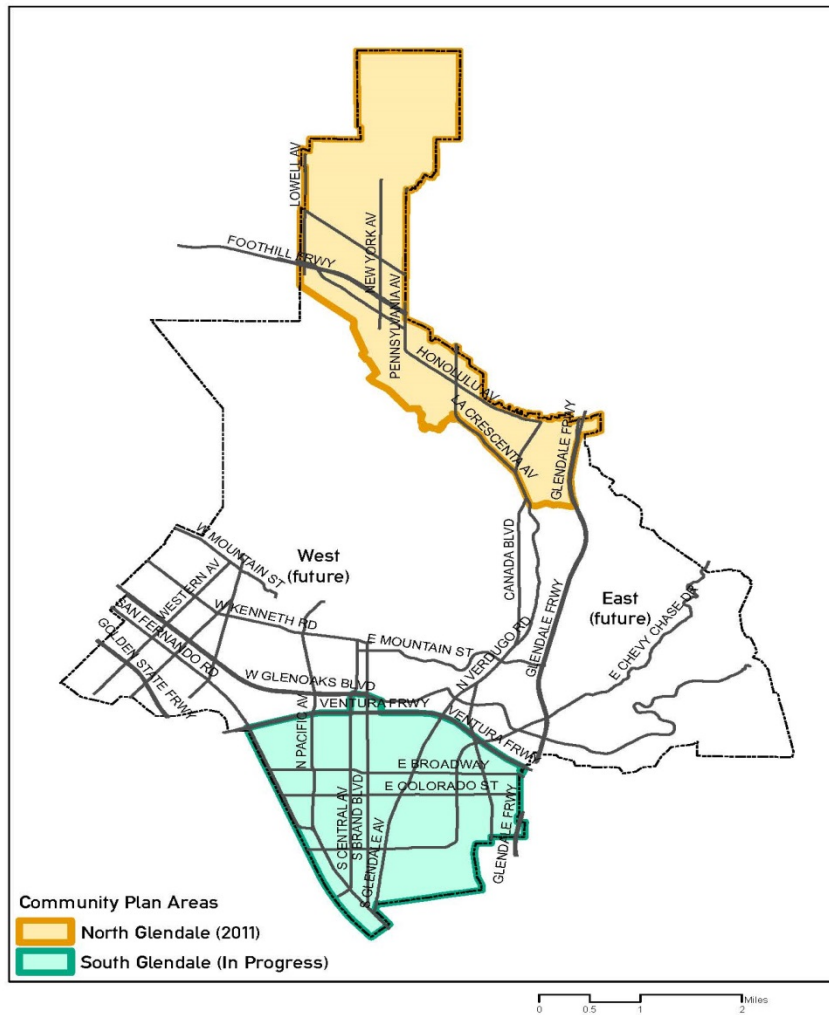 LOWELL AV
NEW YORK AV
FOOTHILL FRWY
PENNSYLVANIA AV
HONOLULU AV
LA CRESCENTA AV
GLENDALE FRWY
W MOUNTAIN ST
West
(future)
CANADA BLVD
East
(future)
WESTERN AV
SAN FERNANDO RD
W KENNETH RD
GOLDEN STATE FRWY
E MOUNTAIN ST
N VERDUGO RD
GLENDALE FRWY
E CHEVY CHASE DR
W GLENOAKS BLVD
N PACIFIC AV
VENTURA FRWY
VENTURA FRWY
E BROADWAY
E COLORADO ST
S CENTRAL AV
S BRAND BLVD
S GLENDALE AV
GLENDALE FRWY
Community Plan Areas
North Glendale (2011)
South Glendale (In Progress)
Miles
0 0.5 1 2